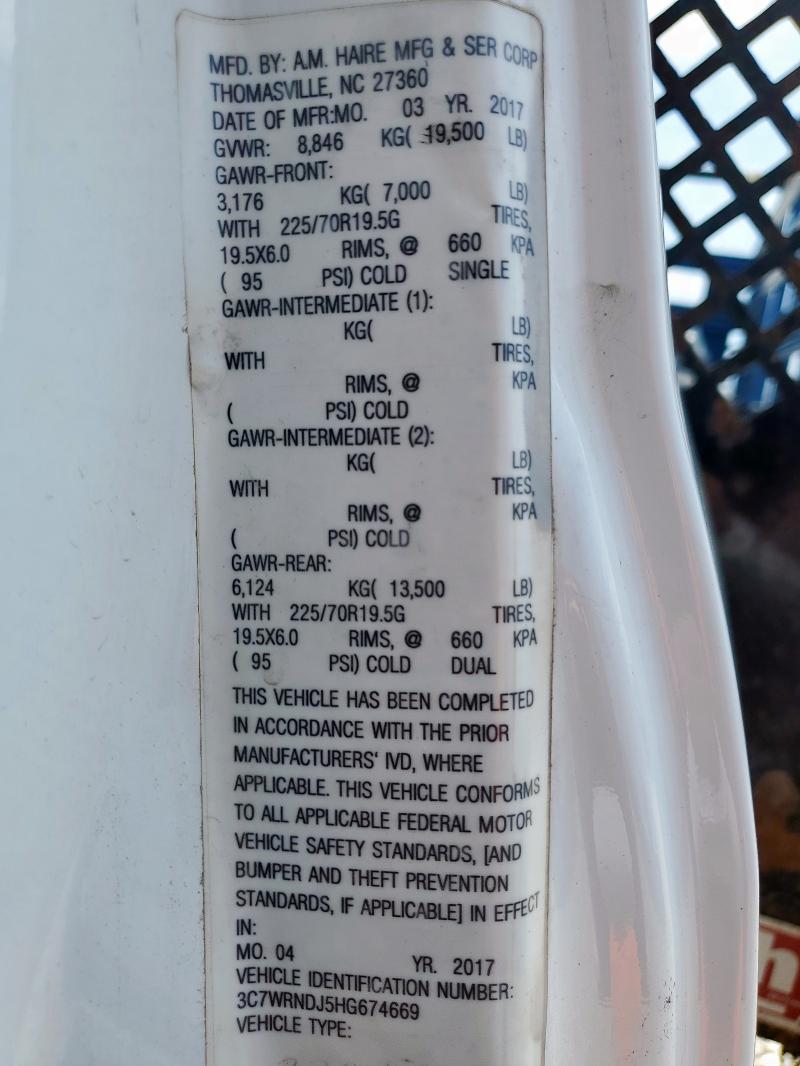 MFD. BY: A.M. HAIRE MFG & SER CORP
THOMASVILLE, NC 27360
DATE OF MFR:MO. 03 YR. 2017
GVWR: 8,846 KG( 19,500 LB)
GAWR-FRONT:
3,176 KG( 7,000 LB)
WITH 225/70R19.5G TIRES,
19.5X6.0 RIMS, @ 660 KPA
( 95 PSI) COLD SINGLE
GAWR-INTERMEDIATE (1):
KG( LB)
WITH TIRES,
RIMS, @ KPA
( PSI) COLD
GAWR-INTERMEDIATE (2):
KG( LB)
WITH TIRES,
RIMS, @ KPA
( PSI) COLD
GAWR-REAR:
6,124 KG( 13,500 LB)
WITH 225/70R19.5G TIRES,
19.5X6.0 RIMS, @ 660 KPA
( 95 PSI) COLD DUAL
THIS VEHICLE HAS BEEN COMPLETED
IN ACCORDANCE WITH THE PRIOR
MANUFACTURERS' IVD, WHERE
APPLICABLE. THIS VEHICLE CONFORMS
TO ALL APPLICABLE FEDERAL MOTOR
VEHICLE SAFETY STANDARDS, [AND
BUMPER AND THEFT PREVENTION
STANDARDS, IF APPLICABLE] IN EFFECT
IN:
MO. 04 YR. 2017
VEHICLE IDENTIFICATION NUMBER:
3C7WRNDJ5HG674669
VEHICLE TYPE:
h